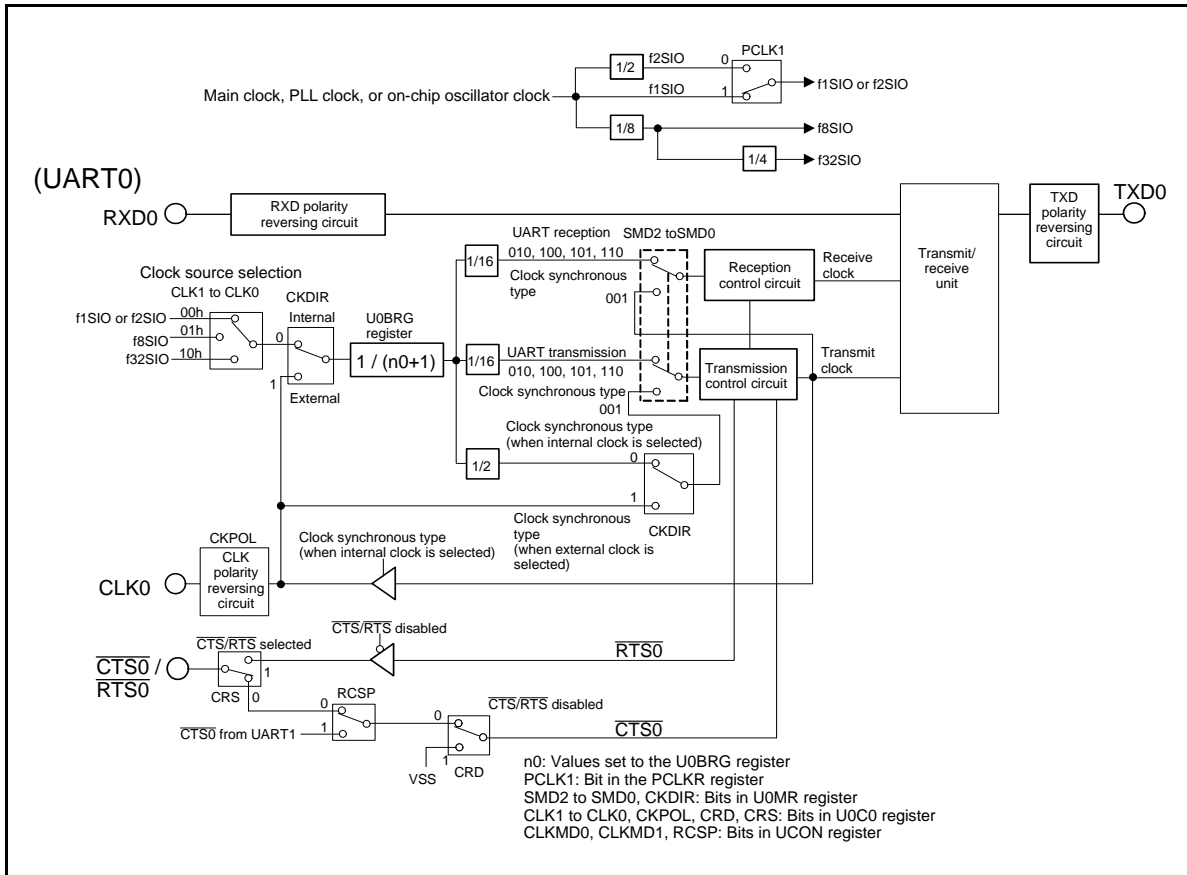 PCLK1
f2SIO
0
1/2
f1SIO or f2SIO
Main clock, PLL clock, or on-chip oscillator clock
f1SIO
1
1/8
f8SIO
1/4
f32SIO
(UART0)
RXD0
RXD polarity
reversing circuit
TXD
polarity
reversing
circuit
TXD0
UART reception
SMD2 toSMD0
010, 100, 101, 110
1/16
Clock synchronous
type
001
Reception
control circuit
Receive
clock
Transmit/
receive
unit
Clock source selection
CLK1 to CLK0
f1SIO or f2SIO
00h
f8SIO
01h
f32SIO
10h
CKDIR
Internal
0
1
External
U0BRG
register
1 / (n0+1)
1/16
UART transmission
010, 100, 101, 110
Clock synchronous type
001
Transmission
control circuit
Transmit
clock
Clock synchronous type
(when internal clock is selected)
1/2
0
1
CKDIR
Clock synchronous
type
(when external clock is
selected)
CKPOL
CLK
polarity
reversing
circuit
CLK0
Clock synchronous type
(when internal clock is selected)
CTS/RTS disabled
CTS/RTS selected
CTS0 /
RTS0
1
0
CRS
RTS0
RCSP
0
1
CTS0 from UART1
CTS/RTS disabled
0
1
VSS
CRD
CTS0
n0: Values set to the U0BRG register
PCLK1: Bit in the PCLKR register
SMD2 to SMD0, CKDIR: Bits in U0MR register
CLK1 to CLK0, CKPOL, CRD, CRS: Bits in U0C0 register
CLKMD0, CLKMD1, RCSP: Bits in UCON register